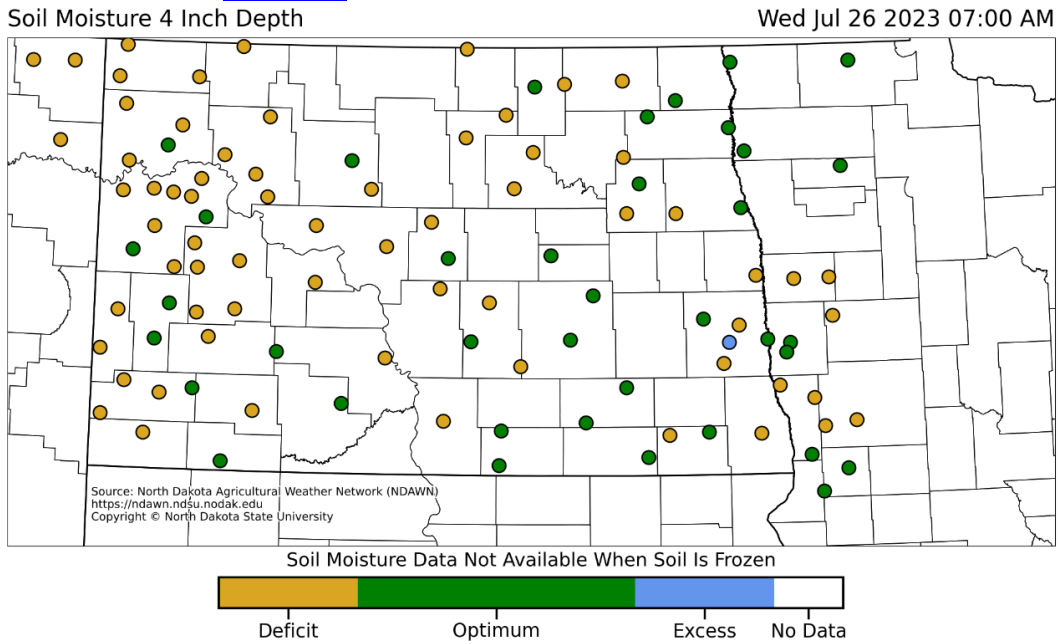 Soil Moisture 4 Inch Depth
Wed Jul 26 2023 07:00 AM
Source: North Dakota Agricultural Weather Network (NDAWN)
https://ndawn.ndsu.nodak.edu
Copyright © North Dakota State University
Soil Moisture Data Not Available When Soil Is Frozen
Deficit
Optimum
Excess
No Data